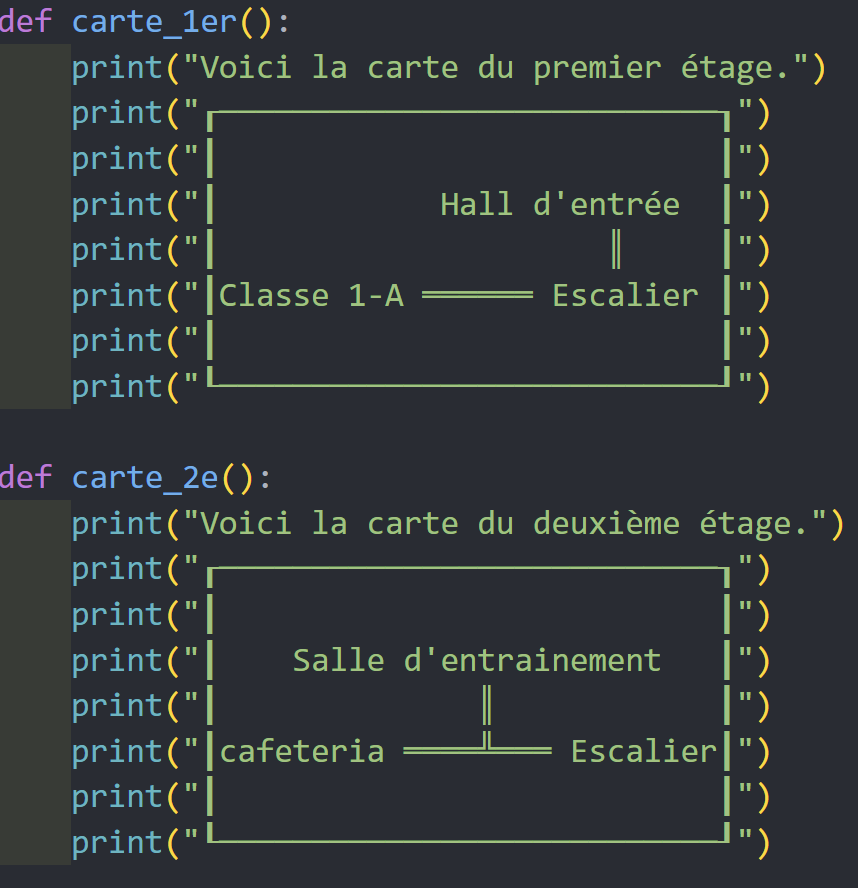 def carte_1er():
    print("Voici la carte du premier étage.")
    print("┎───────────────────────────┒")
    print("┃                           ┃")
    print("┃            Hall d'entrée  ┃")
    print("┃                     ║     ┃")
    print("┃Classe 1-A ══════ Escalier ┃")
    print("┃                           ┃")
    print("┖───────────────────────────┚")

def carte_2e():
    print("Voici la carte du deuxième étage.")
    print("┎───────────────────────────┒")
    print("┃                           ┃")
    print("┃    Salle d'entrainement   ┃")
    print("┃              ║            ┃")
    print("┃cafeteria ════╩═══ Escalier┃")
    print("┃                           ┃")
    print("┖───────────────────────────┚")